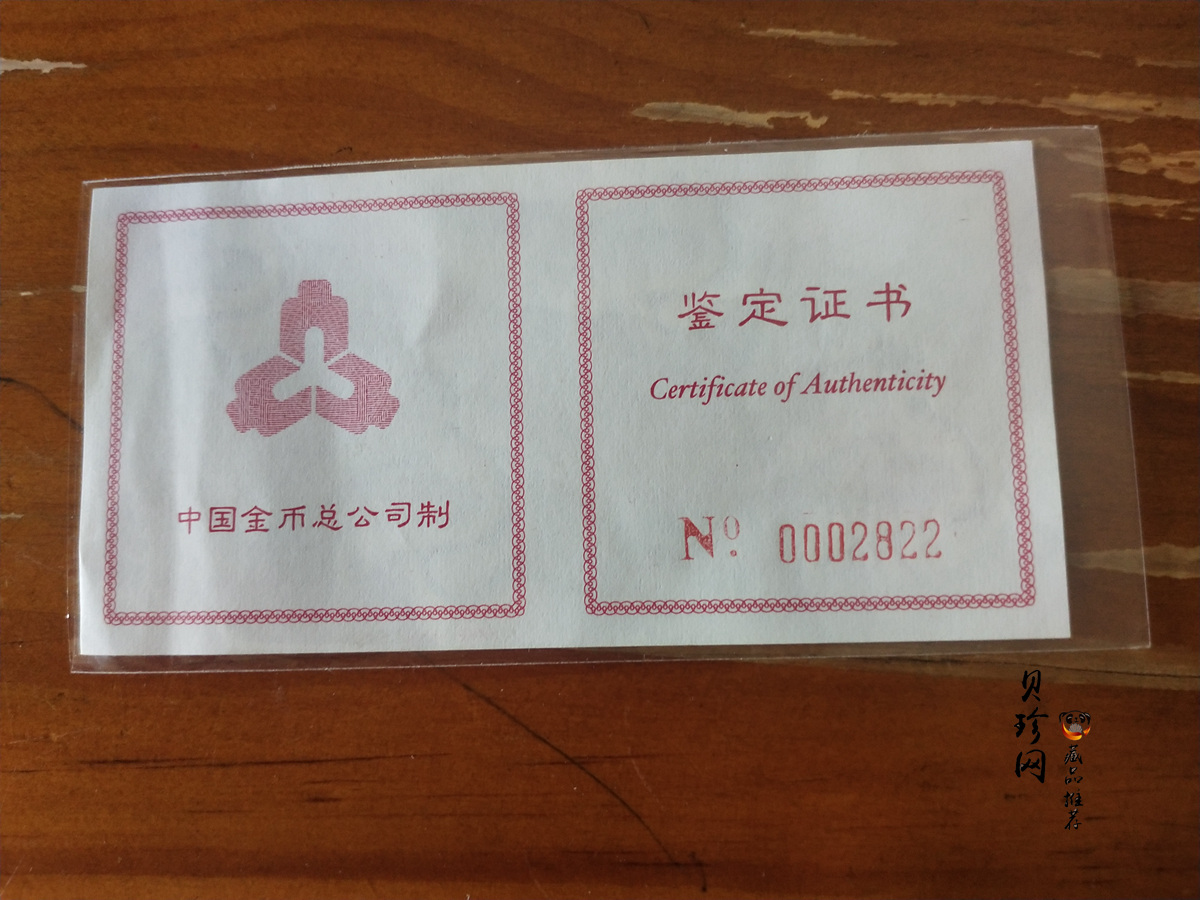 中国金币总公司制
鉴定证书
Certificate of Authenticity
Nº. 0002822
贝珍网
藏品推荐